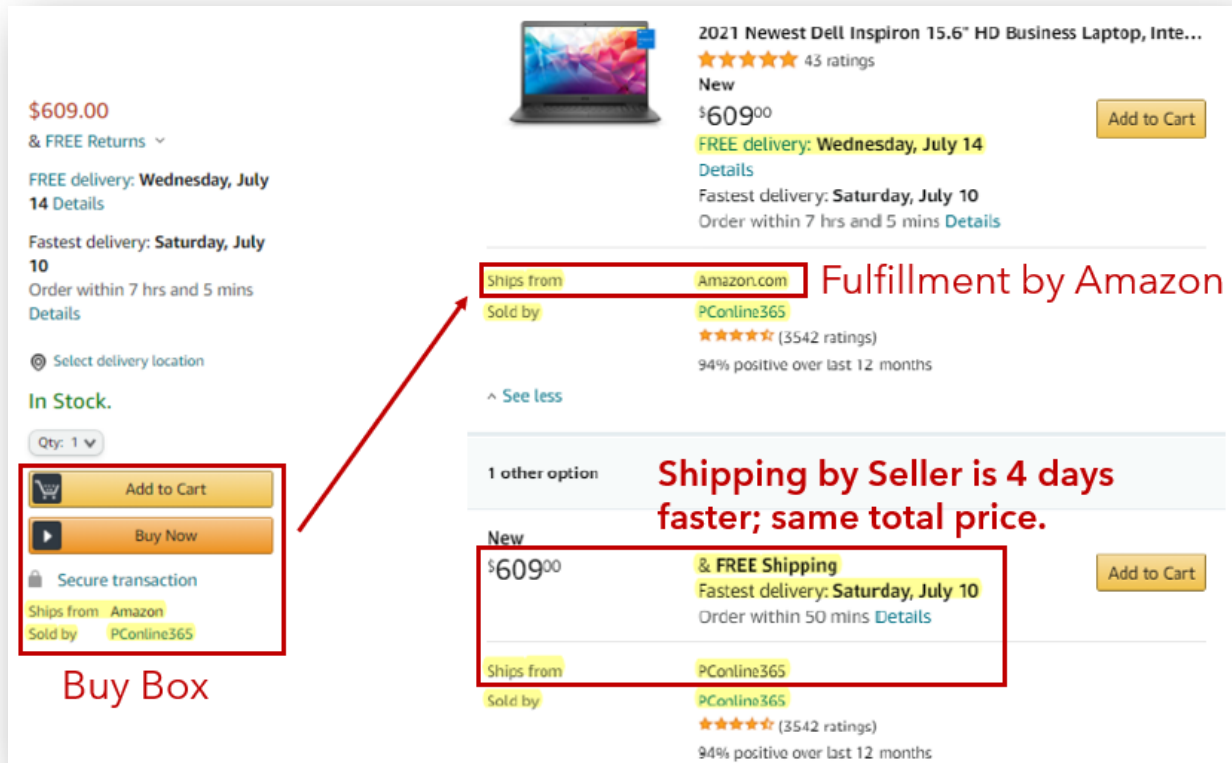 $609.00
& FREE Returns
FREE delivery: Wednesday, July
14 Details
Fastest delivery: Saturday, July
10
Order within 7 hrs and 5 mins
Details
Select delivery location
In Stock.
Qty: 1
Add to Cart
Buy Now
Secure transaction
Ships from Amazon
Sold by PConline365
Buy Box
2021 Newest Dell Inspiron 15.6" HD Business Laptop, Inte...
43 ratings
New
$60900
Add to Cart
FREE delivery: Wednesday, July 14
Details
Fastest delivery: Saturday, July 10
Order within 7 hrs and 5 mins Details
Ships from Amazon.com
Fulfillment by Amazon
Sold by PConline365
(3542 ratings)
94% positive over last 12 months
See less
1 other option
Shipping by Seller is 4 days
faster; same total price.
New
$60900
& FREE Shipping
Add to Cart
Fastest delivery: Saturday, July 10
Order within 50 mins Details
Ships from PConline365
Sold by PConline365
(3542 ratings)
94% positive over last 12 months